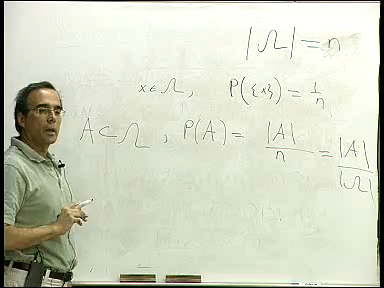 |Ω| = n
x ∈ Ω, P({x}) = 1/n
A ⊂ Ω, P(A) = |A|/n = |A|/|Ω|